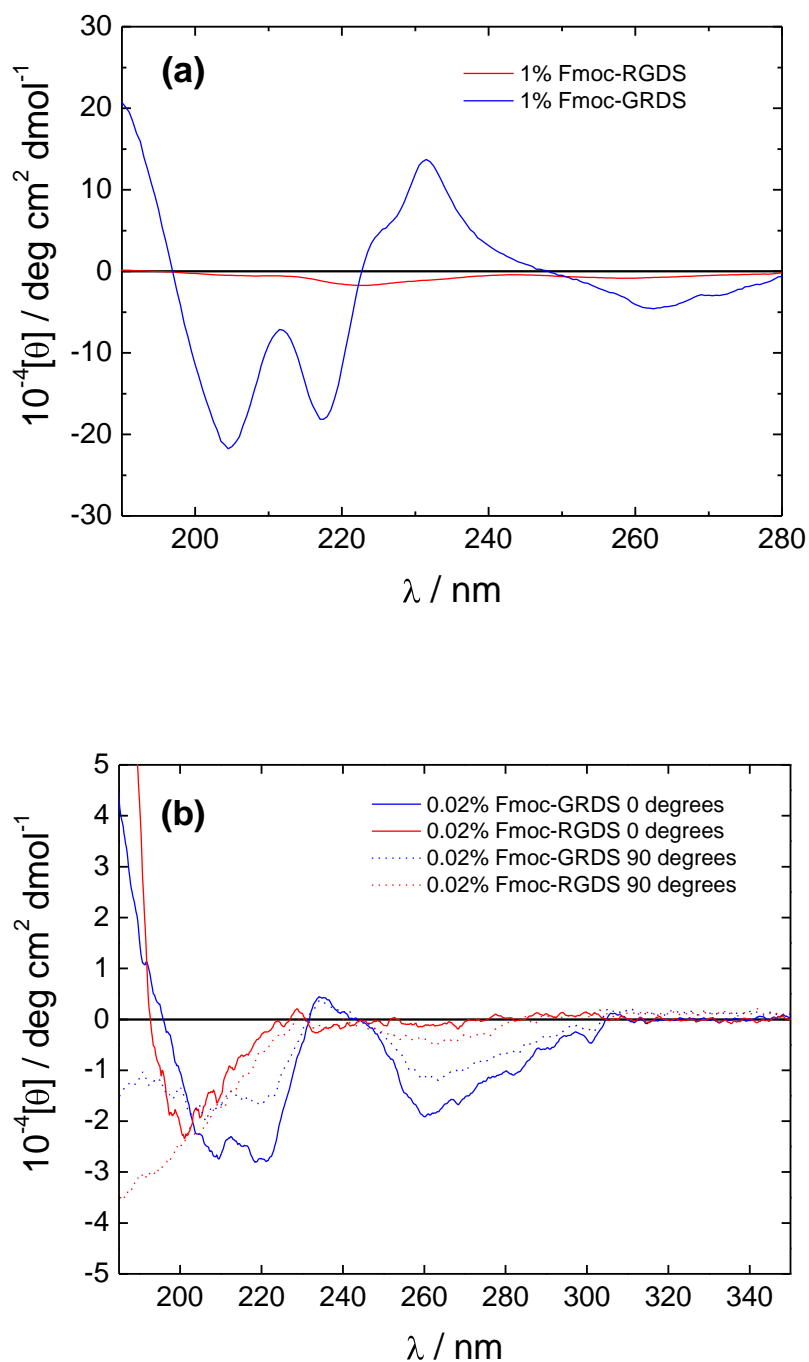 (a)
1% Fmoc-RGDS
1% Fmoc-GRDS
30
20
10
0
-10
-20
-30
10⁻⁴[θ] / deg cm² dmol⁻¹
200 220 240 260 280
λ / nm
(b)
0.02% Fmoc-GRDS 0 degrees
0.02% Fmoc-RGDS 0 degrees
0.02% Fmoc-GRDS 90 degrees
0.02% Fmoc-RGDS 90 degrees
5
4
3
2
1
0
-1
-2
-3
-4
-5
10⁻⁴[θ] / deg cm² dmol⁻¹
200 220 240 260 280 300 320 340
λ / nm